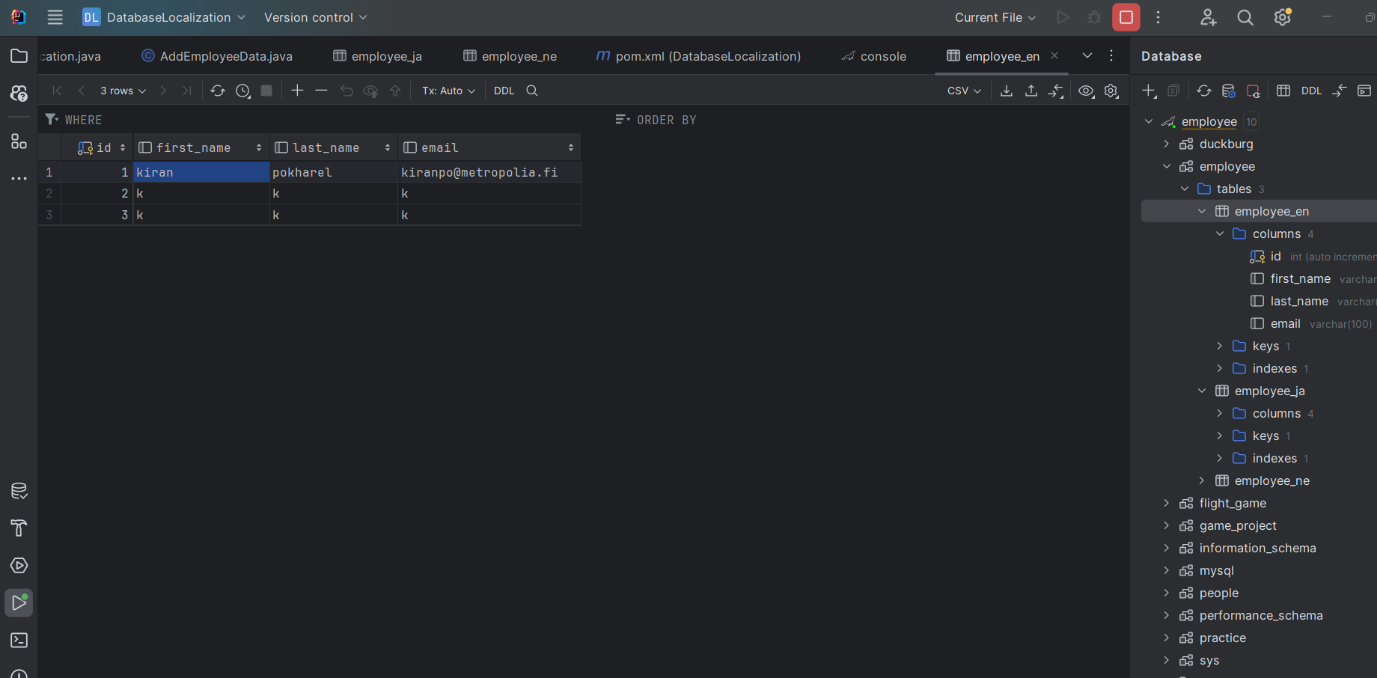 DL DatabaseLocalization Version control Current File
cation.java AddEmployeeData.java employee_ja employee_ne m pom.xml (DatabaseLocalization) console employee_en Database
3 rows Tx: Auto DDL CSV DDL
WHERE ORDER BY
id first_name last_name email
1 1 kiran pokharel kiranpo@metropolia.fi
2 2 k k k
3 3 k k k
employee 10
duckburg
employee
tables 3
employee_en
columns 4
id int (auto incremen
first_name varchar
last_name varchar(
email varchar(100)
keys 1
indexes 1
employee_ja
columns 4
keys 1
indexes 1
employee_ne
flight_game
game_project
information_schema
mysql
people
performance_schema
practice
sys